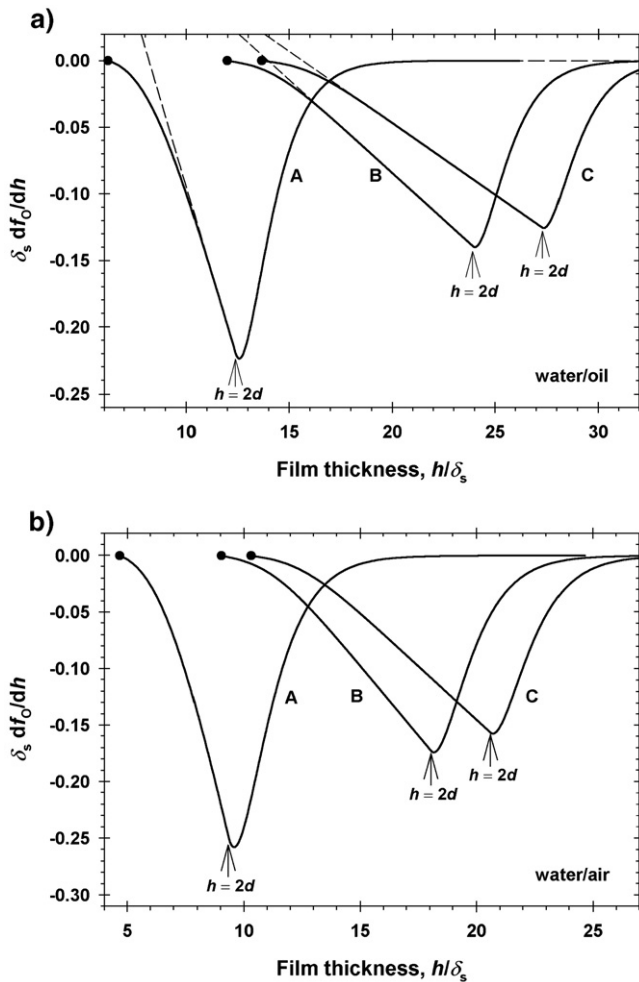 a)
0.00
-0.05
-0.10
-0.15
-0.20
-0.25
δs dfO/dh
A
B
C
h = 2d
h = 2d
h = 2d
water/oil
10 15 20 25 30
Film thickness, h/δs
b)
0.00
-0.05
-0.10
-0.15
-0.20
-0.25
-0.30
δs dfO/dh
A
B
C
h = 2d
h = 2d
h = 2d
water/air
5 10 15 20 25
Film thickness, h/δs